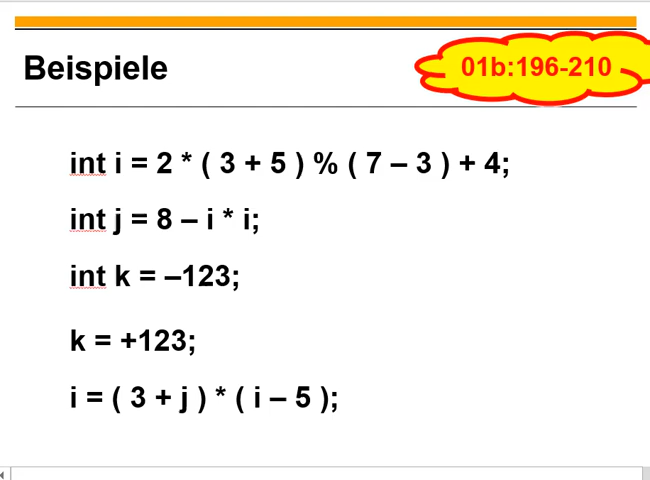 Beispiele
01b:196-210
int i = 2 * ( 3 + 5 ) % ( 7 – 3 ) + 4;
int j = 8 – i * i;
int k = –123;
k = +123;
i = ( 3 + j ) * ( i – 5 );